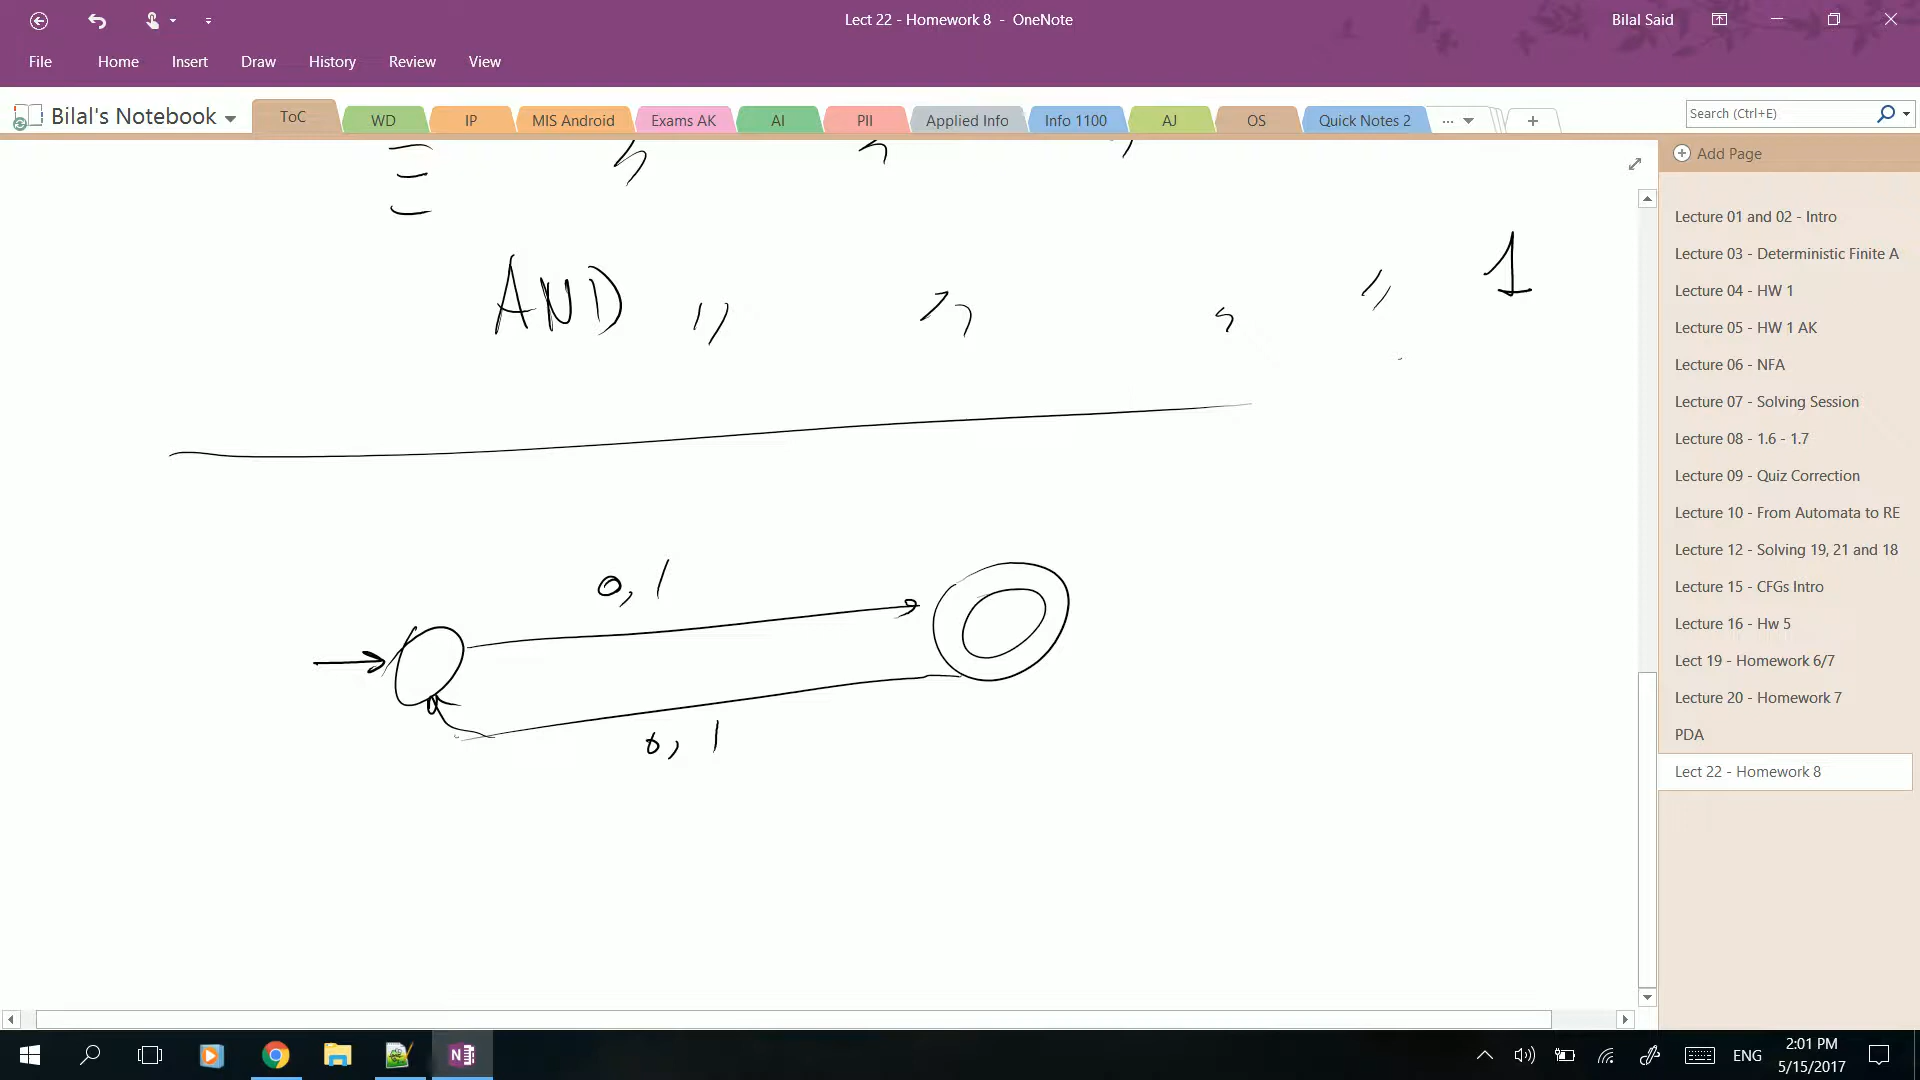 Lect 22 - Homework 8 - OneNote
Bilal Said
File Home Insert Draw History Review View
Bilal's Notebook
ToC WD IP MIS Android Exams AK AI PII Applied Info Info 1100 AJ OS Quick Notes 2 ...
Search (Ctrl+E)
Add Page
Lecture 01 and 02 - Intro
Lecture 03 - Deterministic Finite A
Lecture 04 - HW 1
Lecture 05 - HW 1 AK
Lecture 06 - NFA
Lecture 07 - Solving Session
Lecture 08 - 1.6 - 1.7
Lecture 09 - Quiz Correction
Lecture 10 - From Automata to RE
Lecture 12 - Solving 19, 21 and 18
Lecture 15 - CFGs Intro
Lecture 16 - Hw 5
Lect 19 - Homework 6/7
Lecture 20 - Homework 7
PDA
Lect 22 - Homework 8
AND " " " " 1
0, 1
0, 1
ENG
2:01 PM
5/15/2017